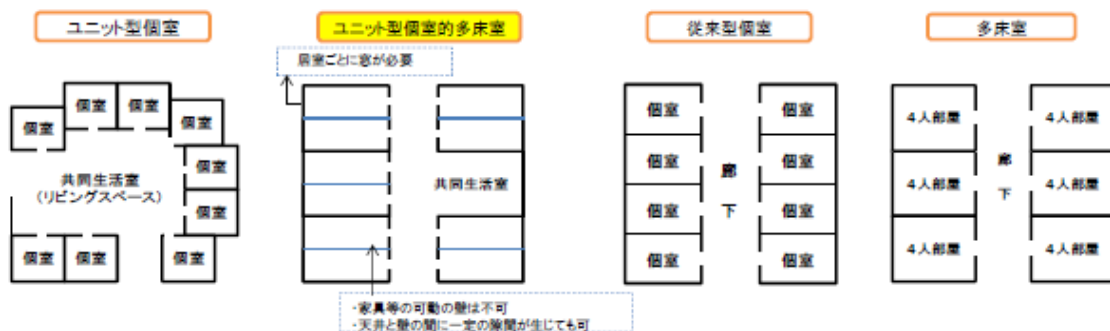 ユニット型個室
ユニット型個室的多床室
従来型個室
多床室
居室ごとに窓が必要
個室
個室
個室
個室
個室
個室
個室
個室
個室
共同生活室
(リビングスペース)
共同生活室
・家具等の可動の壁は不可
・天井と壁の間に一定の隙間が生じても可
個室
個室
個室
個室
廊
下
個室
個室
個室
個室
4人部屋
4人部屋
4人部屋
廊
下
4人部屋
4人部屋
4人部屋